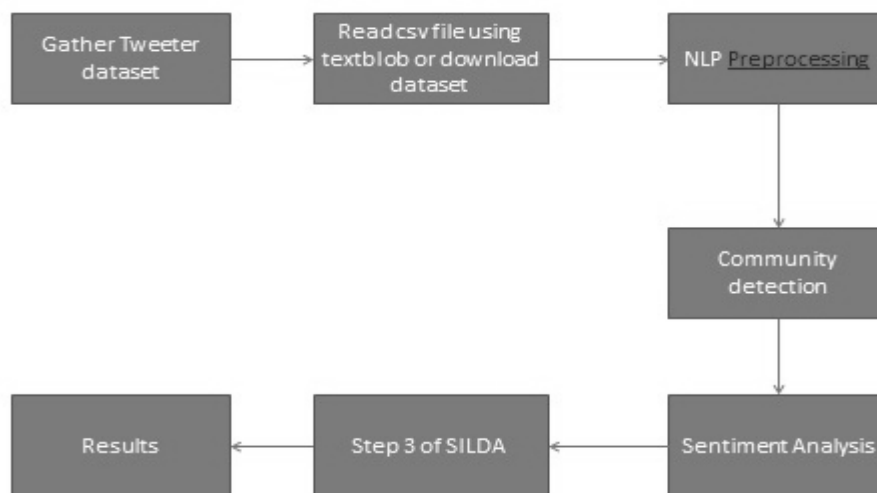 Gather Tweeter
dataset
Read csv file using
textblob or download
dataset
NLP Preprocessing
Community
detection
Sentiment Analysis
Step 3 of SILDA
Results